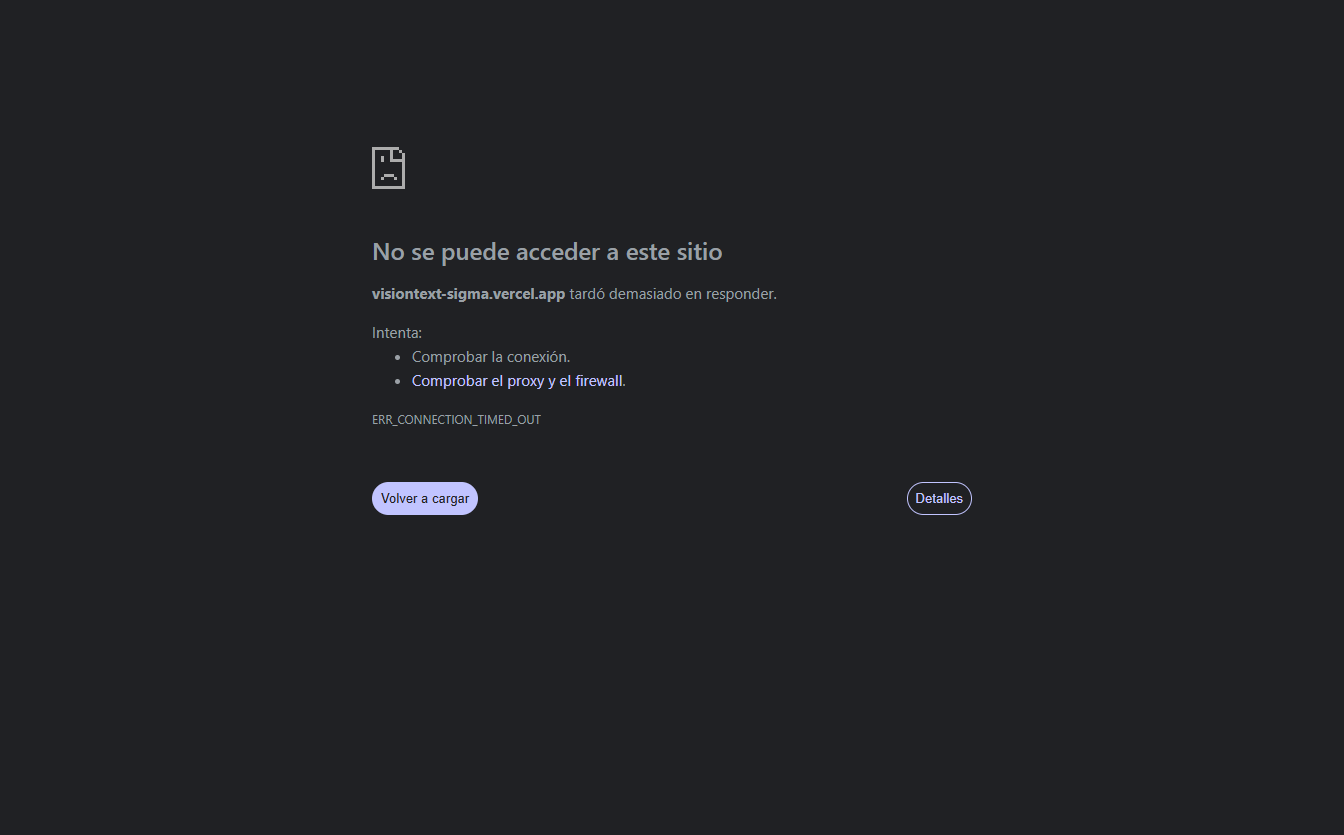 No se puede acceder a este sitio
visiontext-sigma.vercel.app tardó demasiado en responder.
Intenta:
• Comprobar la conexión.
• Comprobar el proxy y el firewall.
ERR_CONNECTION_TIMED_OUT
Volver a cargar
Detalles